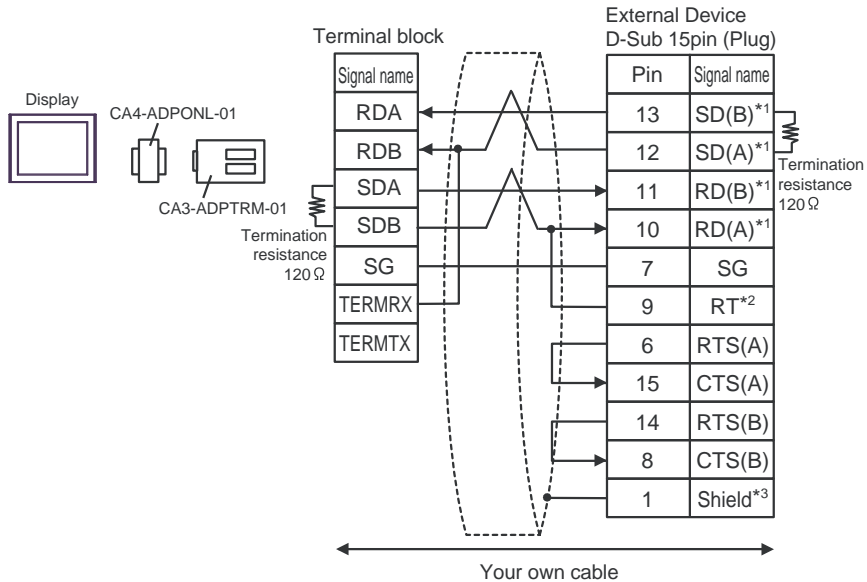 External Device
D-Sub 15pin (Plug)
Terminal block
Display
CA4-ADPONL-01
CA3-ADPTRM-01
Signal name
RDA
RDB
SDA
SDB
SG
TERMRX
TERMTX
Termination
resistance
120Ω
Pin Signal name
13 SD(B)*1
12 SD(A)*1
11 RD(B)*1
10 RD(A)*1
7 SG
9 RT*2
6 RTS(A)
15 CTS(A)
14 RTS(B)
8 CTS(B)
1 Shield*3
Termination
resistance
120Ω
Your own cable